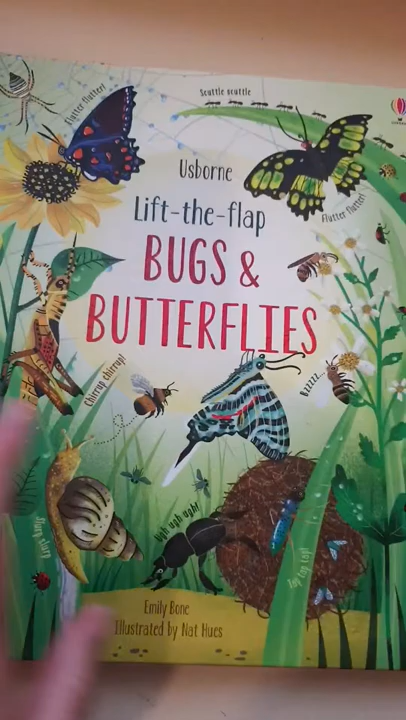 Scuttle scuttle
Flutter flutter!
Flutter flutter!
Usborne
Lift-the-flap
BUGS &
BUTTERFLIES
Chirrup chirrup!
Bzzzz...
Ugh ugh ugh!
Emily Bone
Illustrated by Nat Hues